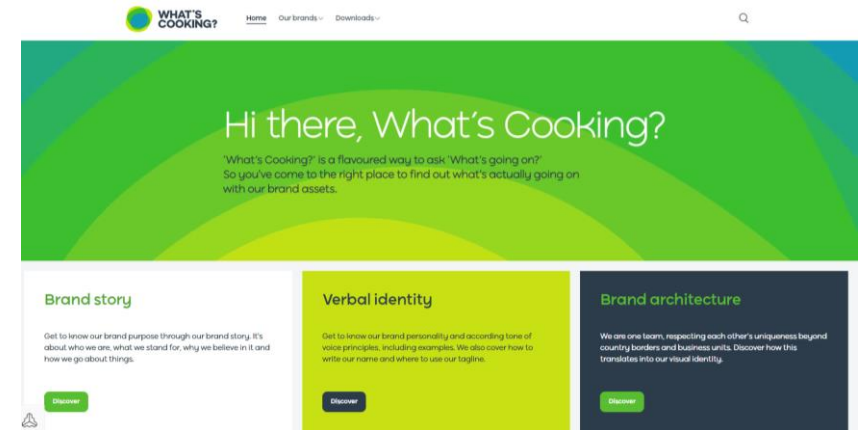 WHAT'S
COOKING?
Home Our brands Downloads
Hi there, What's Cooking?
'What's Cooking?' is a flavoured way to ask 'What's going on?'
So you've come to the right place to find out what's actually going on
with our brand assets.
Brand story
Get to know our brand purpose through our brand story. It's
about who we are, what we stand for, why we believe in it and
how we go about things.
Discover
Verbal identity
Get to know our brand personality and according tone of
voice principles, including examples. We also cover how to
write our name and where to use our tagline.
Discover
Brand architecture
We are one team, respecting each other's uniqueness beyond
country borders and business units. Discover how this
translates into our visual identity.
Discover